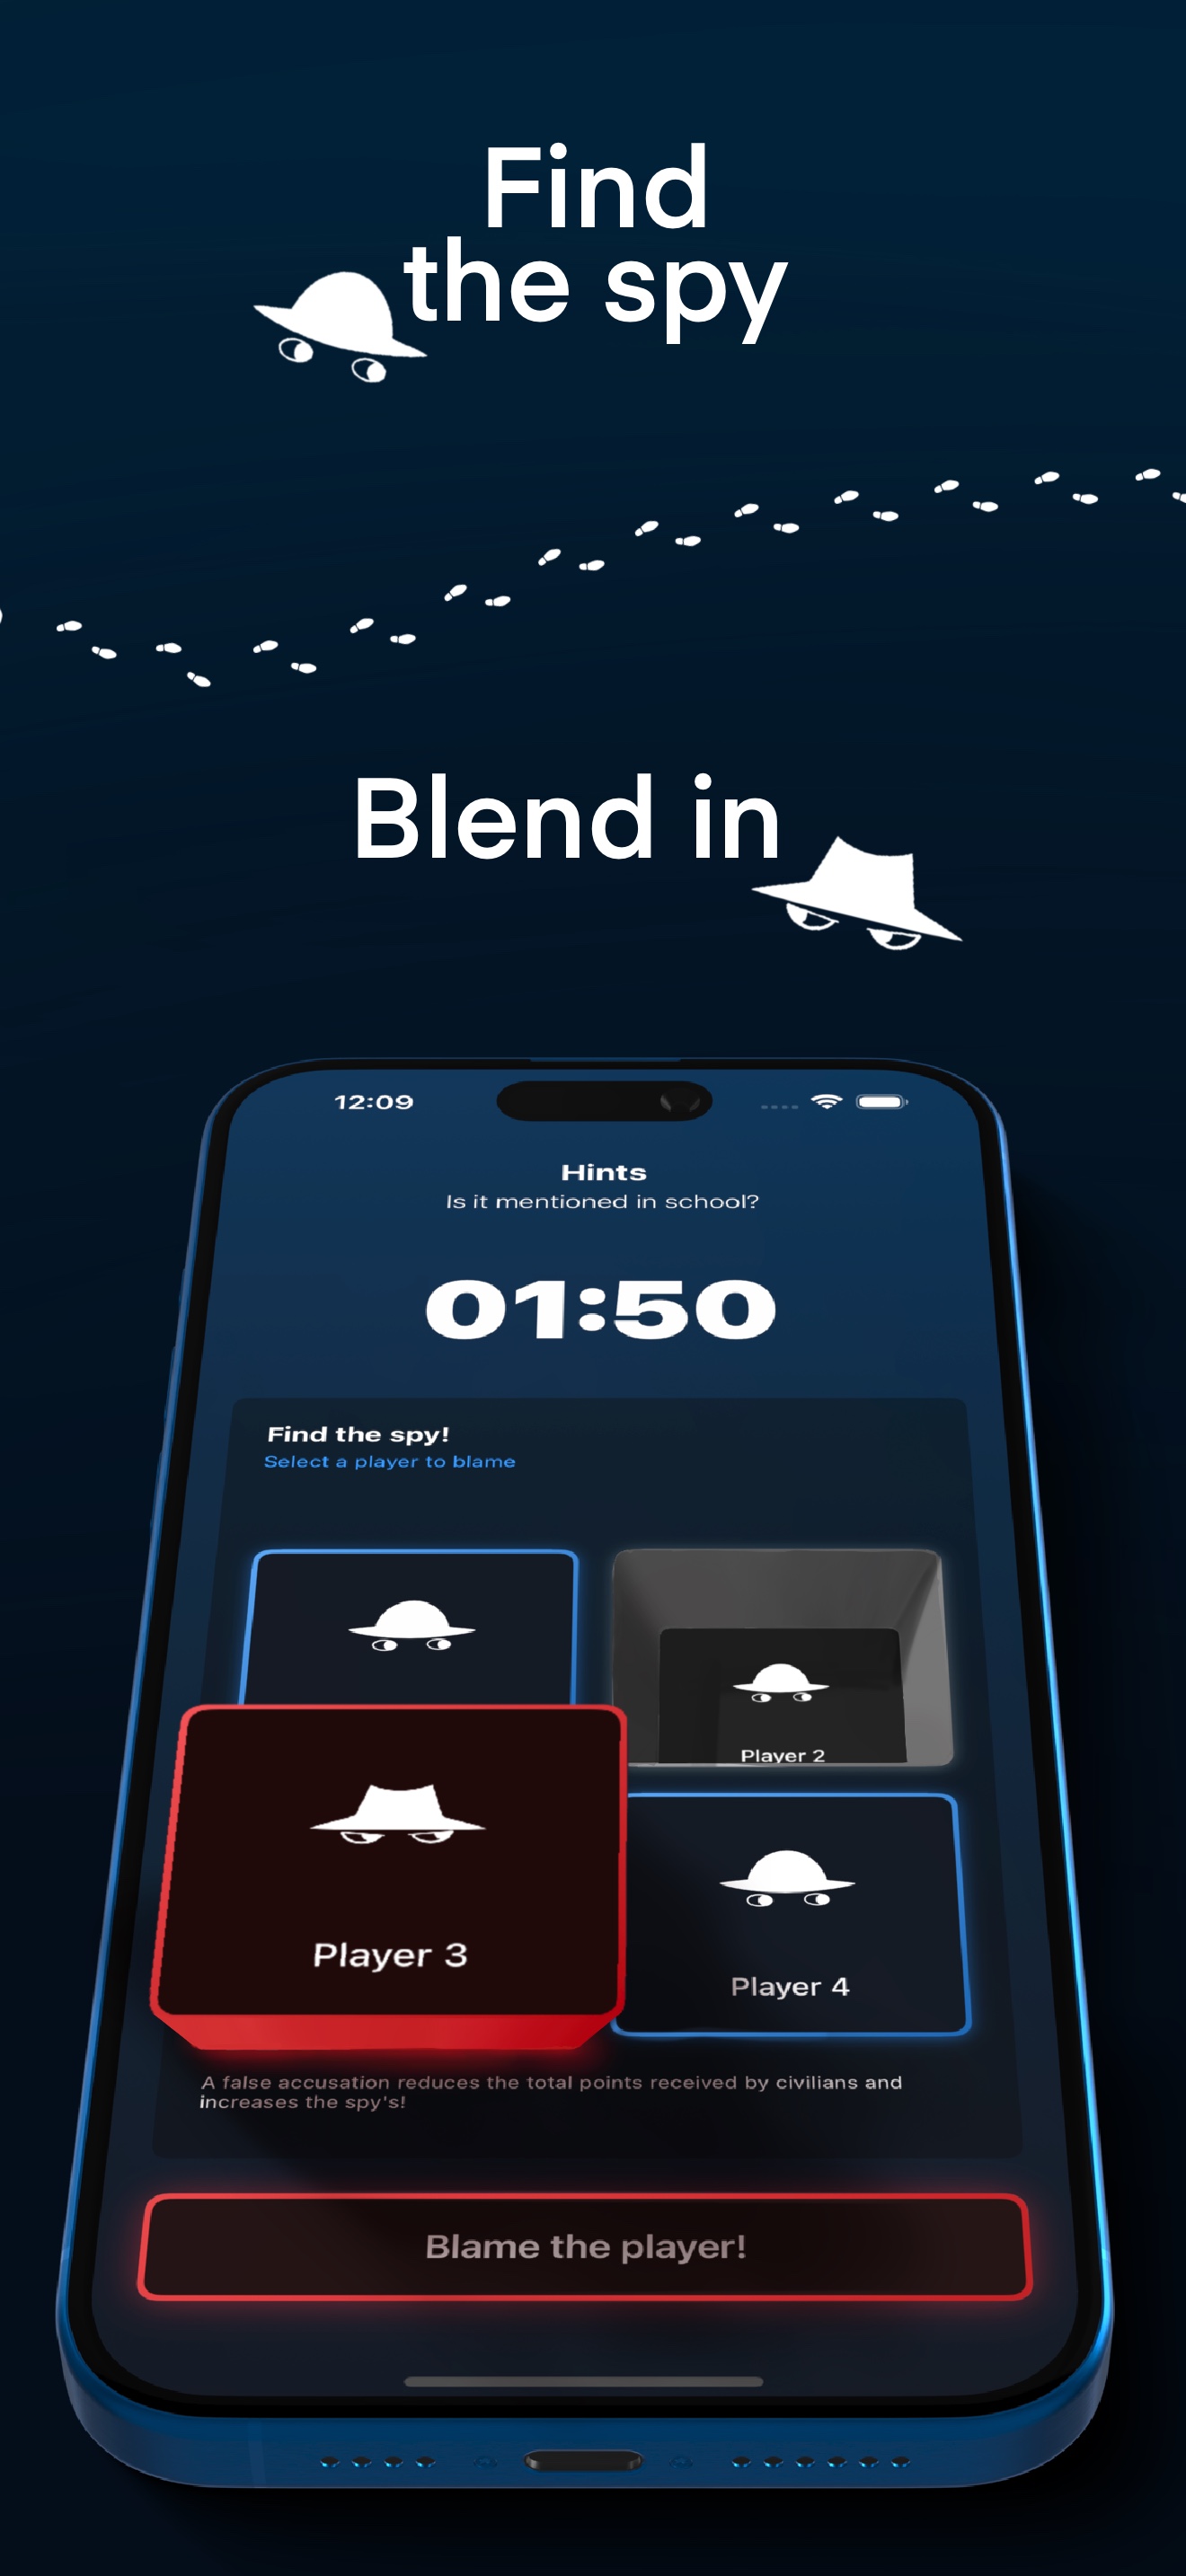 Find
the spy
Blend in
12:09
Hints
Is it mentioned in school?
01:50
Find the spy!
Select a player to blame
Player 2
Player 3
Player 4
A false accusation reduces the total points received by civilians and
increases the spy's!
Blame the player!